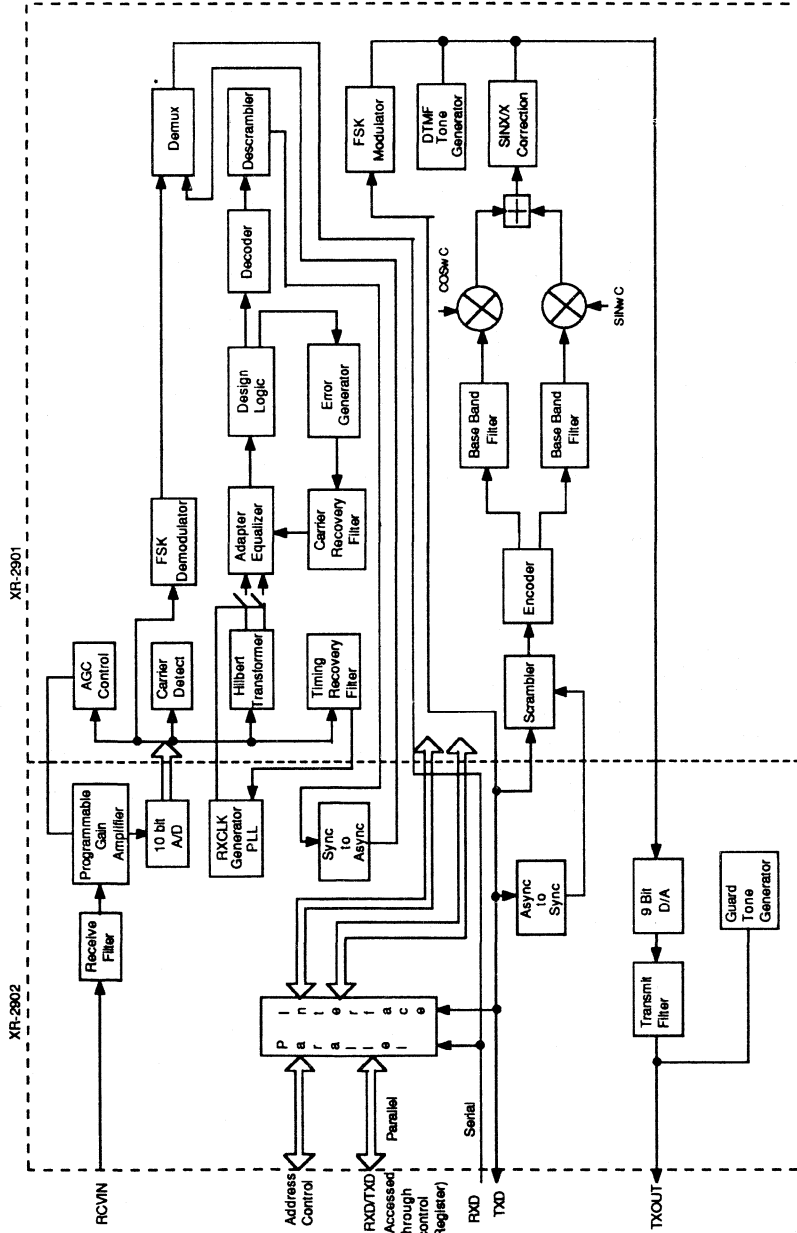 XR-2902
XR-2901
RCVIN
Receive
Filter
Programmable
Gain
Amplifier
10 bit
A/D
AGC
Control
Carrier
Detect
Hilbert
Transformer
Timing
Recovery
Filter
RXCLK
Generator
PLL
FSK
Demodulator
Demux
Adapter
Equalizer
Carrier
Recovery
Filter
Design
Logic
Error
Generator
Decoder
Descrambler
Sync
to
Async
Address
Control
RXD/TXD
Accessed
through
control
Register)
Parallel
Parallel
Interface
Serial
RXD
TXD
Async
to
Sync
Scrambler
Encoder
Base Band
Filter
Base Band
Filter
COSwC
SINwC
FSK
Modulator
DTMF
Tone
Generator
SINX/X
Correction
TXOUT
Transmit
Filter
9 Bit
D/A
Guard
Tone
Generator